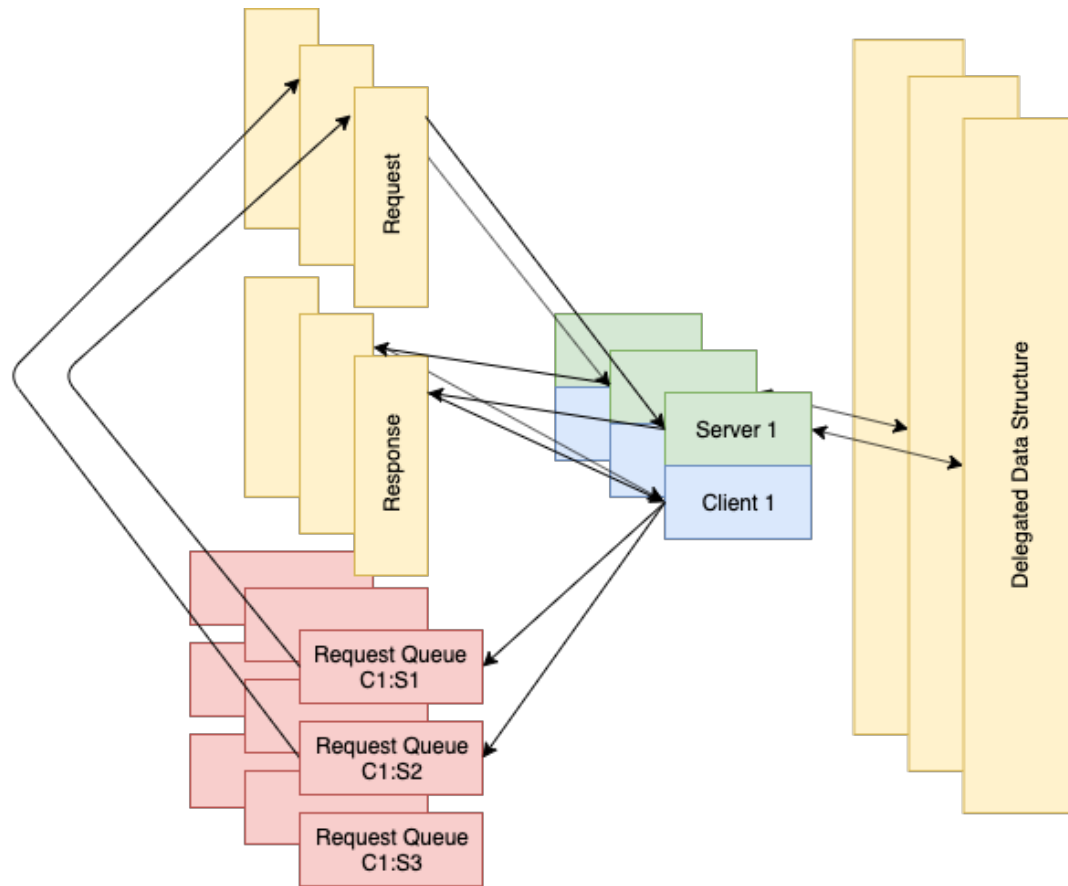 Request
Response
Server 1
Client 1
Delegated Data Structure
Request Queue
C1:S1
Request Queue
C1:S2
Request Queue
C1:S3